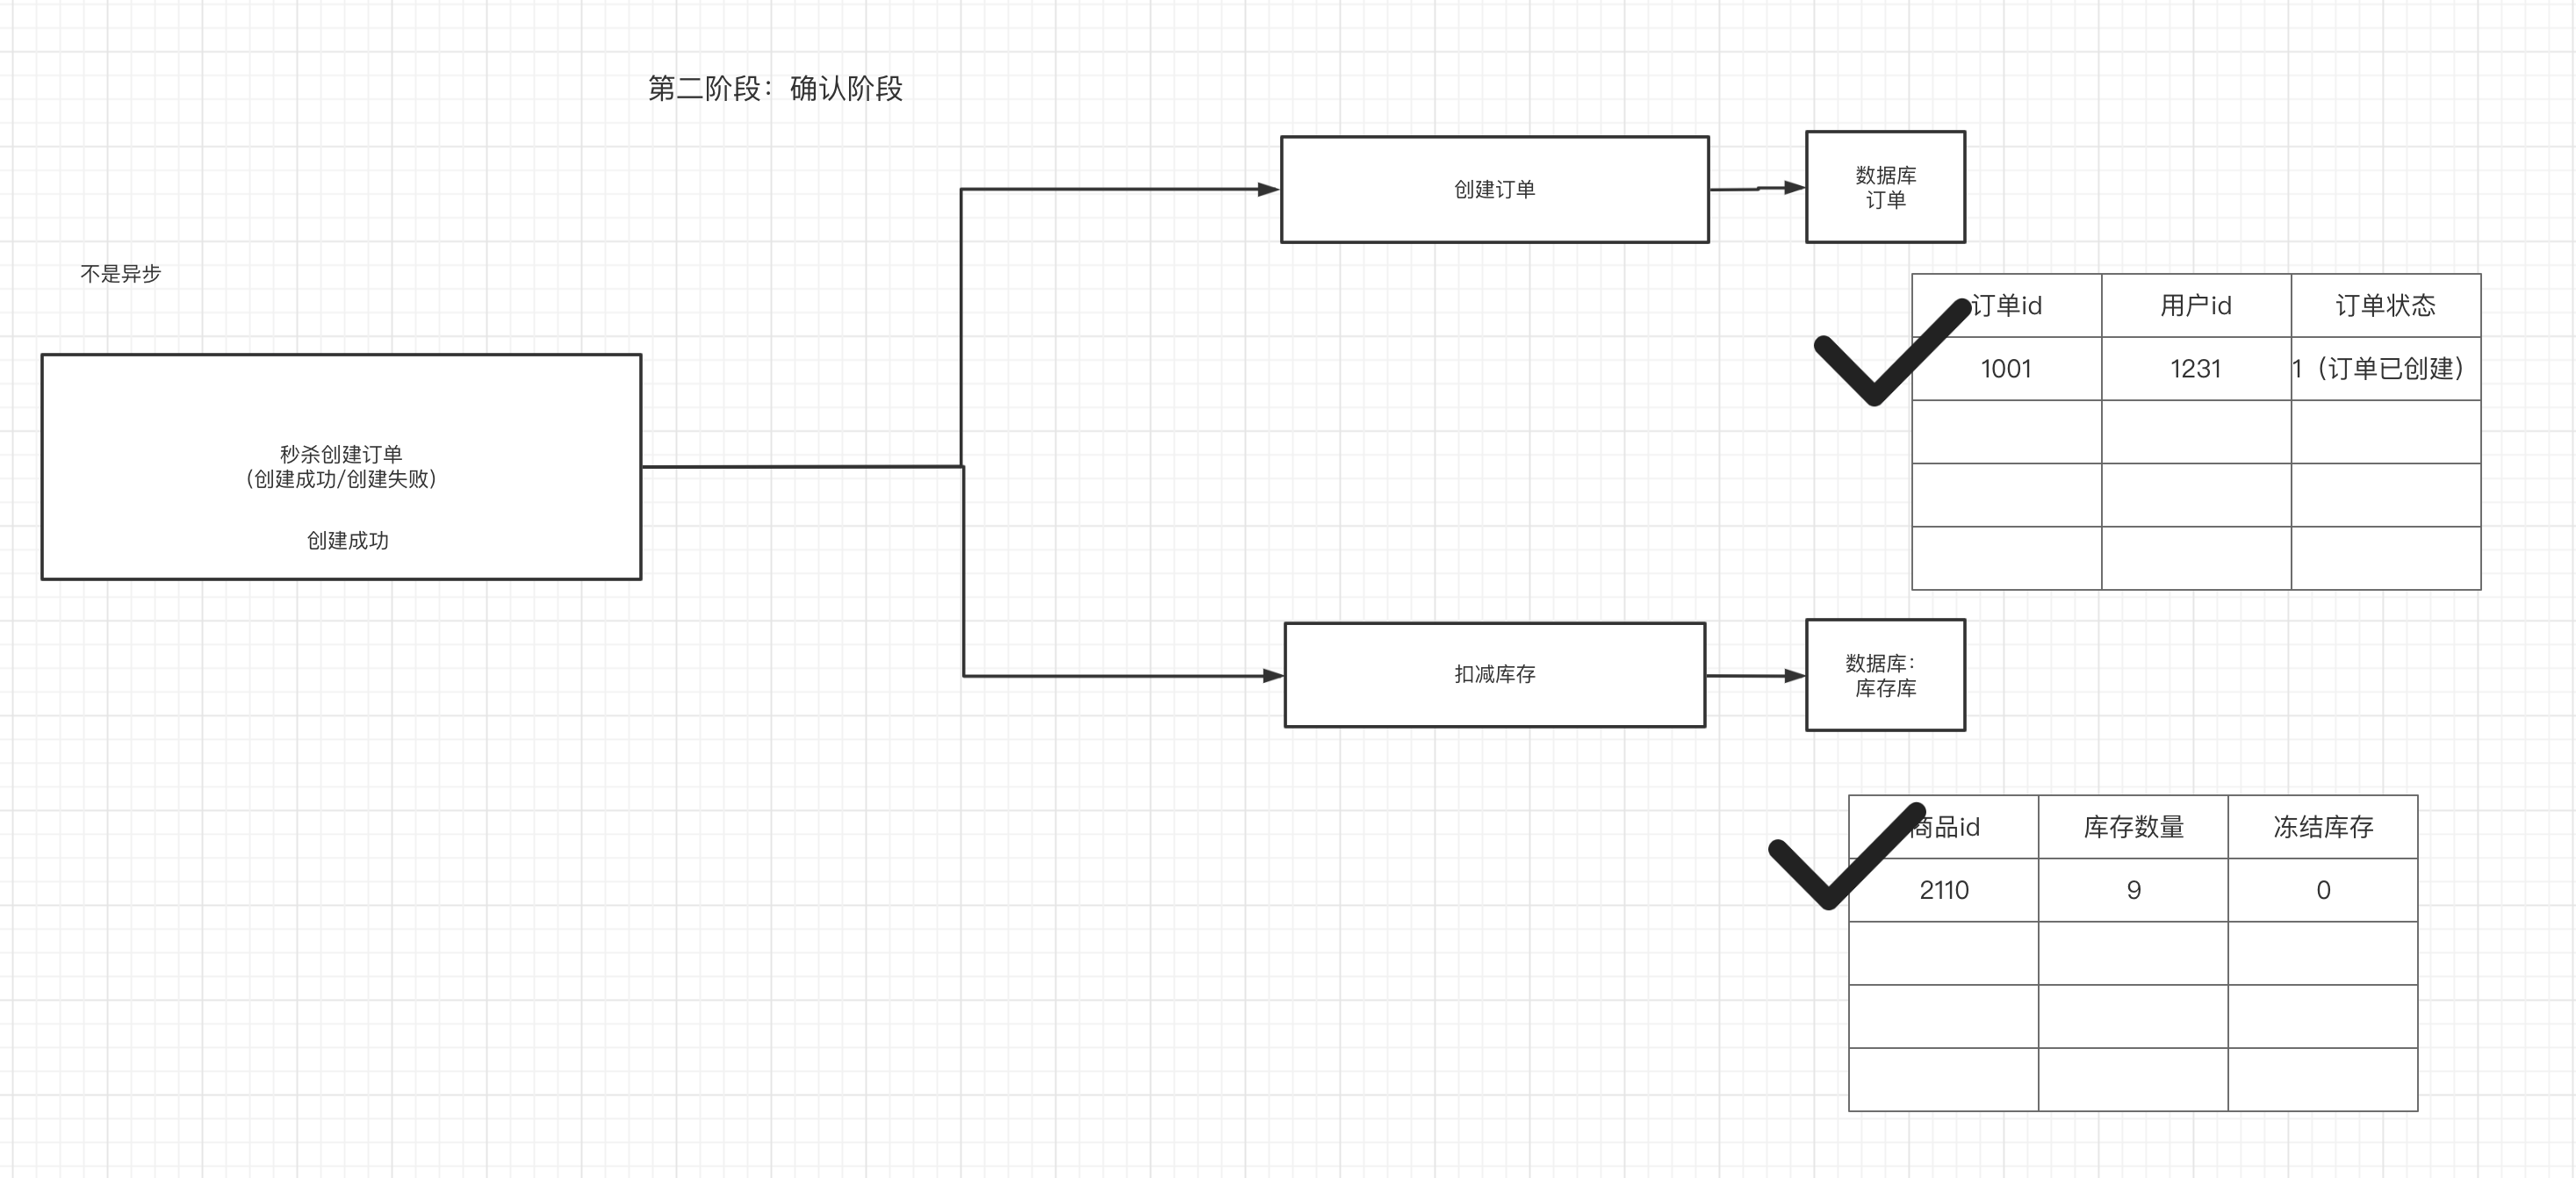 第二阶段：确认阶段
创建订单
数据库
订单
不是异步
订单id 用户id 订单状态
1001 1231 1（订单已创建）
秒杀创建订单
（创建成功/创建失败）
创建成功
扣减库存
数据库：
库存库
商品id 库存数量 冻结库存
2110 9 0